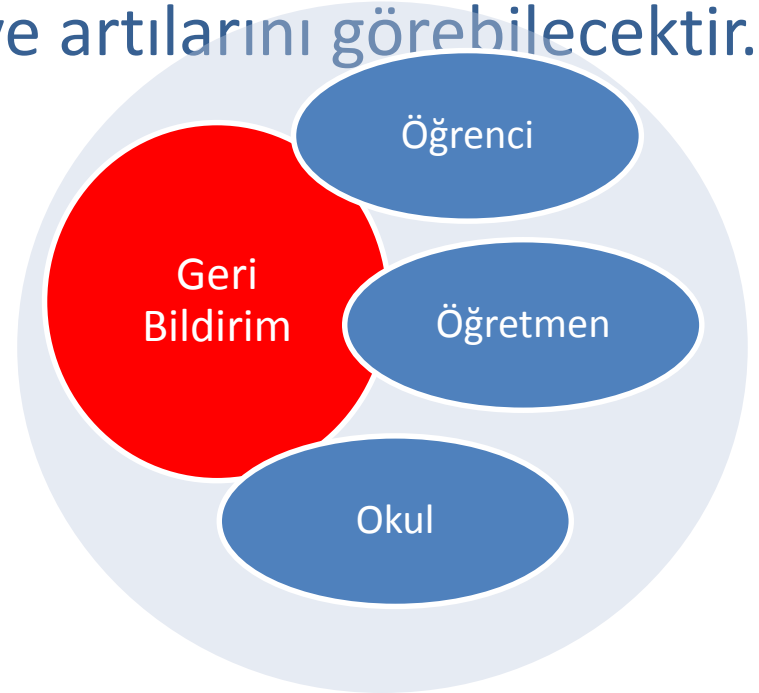 ve artılarını görebilecektir.
Öğrenci
Geri
Bildirim
Öğretmen
Okul